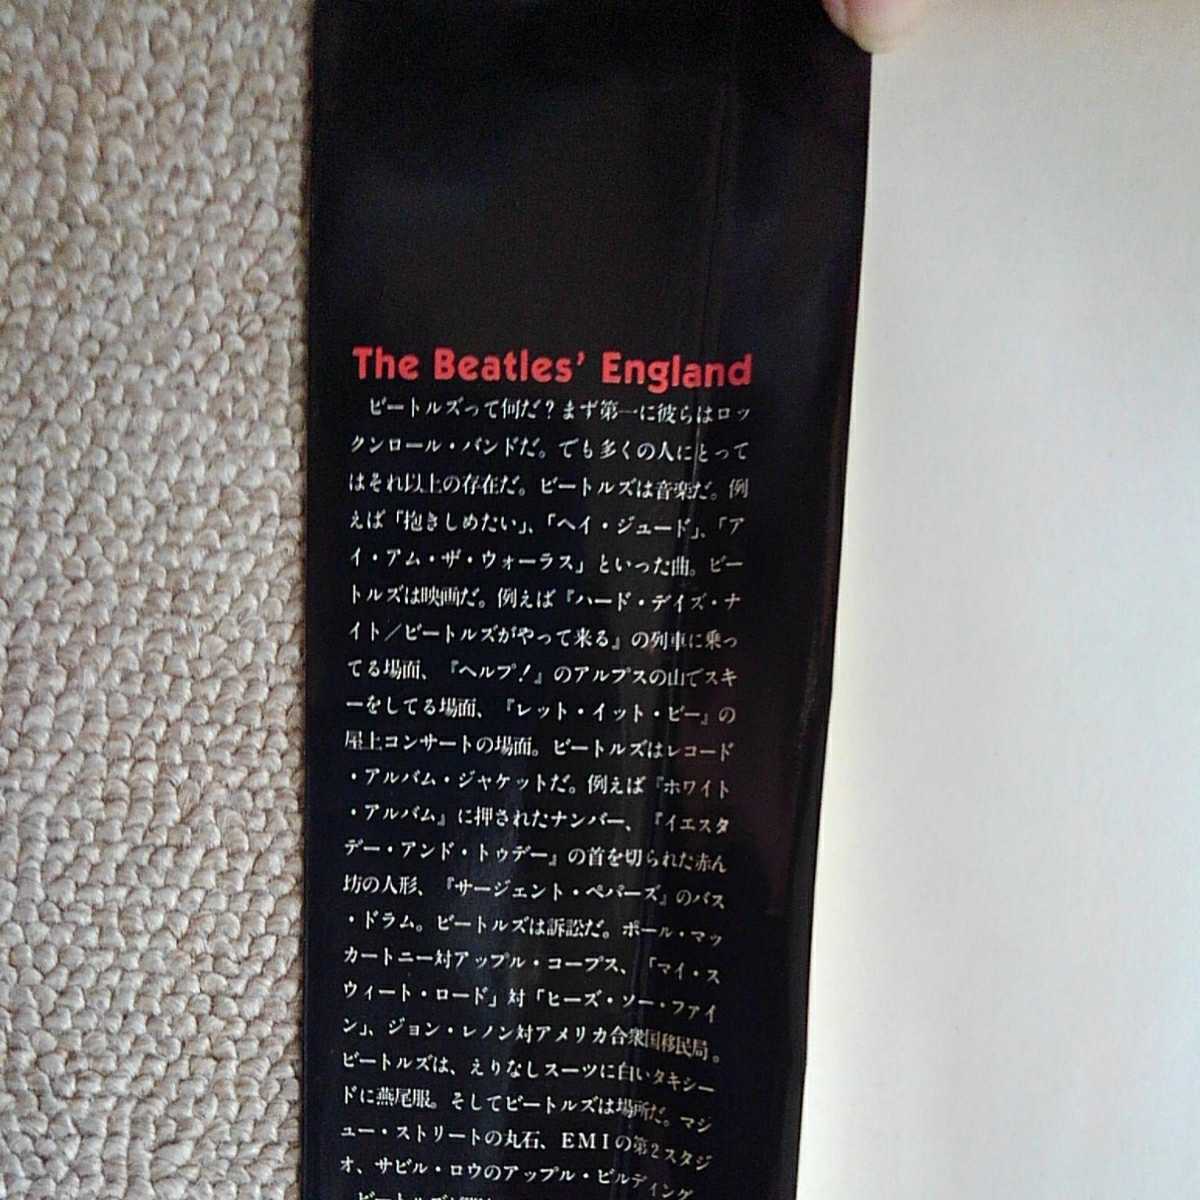 The Beatles' England
ビートルズって何だ?まず第一に彼らはロッ
クンロール・バンドだ。でも多くの人にとって
はそれ以上の存在だ。ビートルズは音楽だ。例
えば「抱きしめたい」、「ヘイ・ジュード」、「ア
イ・アム・ザ・ウォーラス」といった曲。ビー
トルズは映画だ。例えば『ハード・デイズ・ナ
イト/ビートルズがやって来る』の列車に乗っ
てる場面、『ヘルプ!』のアルプスの山でスキ
ーをしてる場面、『レット・イット・ビー』の
屋上コンサートの場面。ビートルズはレコード
・アルバム・ジャケットだ。例えば『ホワイト
・アルバム』に押されたナンバー、『イエスタ
デー・アンド・トゥデー』の首を切られた赤ん
坊の人形、『サージェント・ペパーズ』のバス
・ドラム。ビートルズは訴訟だ。ポール・マッ
カートニー対アップル・コープス、「マイ・ス
ウィート・ロード」対「ヒーズ・ソー・ファイ
ン」、ジョン・レノン対アメリカ合衆国移民局。
ビートルズは、えりなしスーツに白いタキシー
ドに燕尾服。そしてビートルズは場所だ。マシ
ュー・ストリートの丸石、EMIの第2スタジ
オ、サビル・ロウのアップル・ビルディング